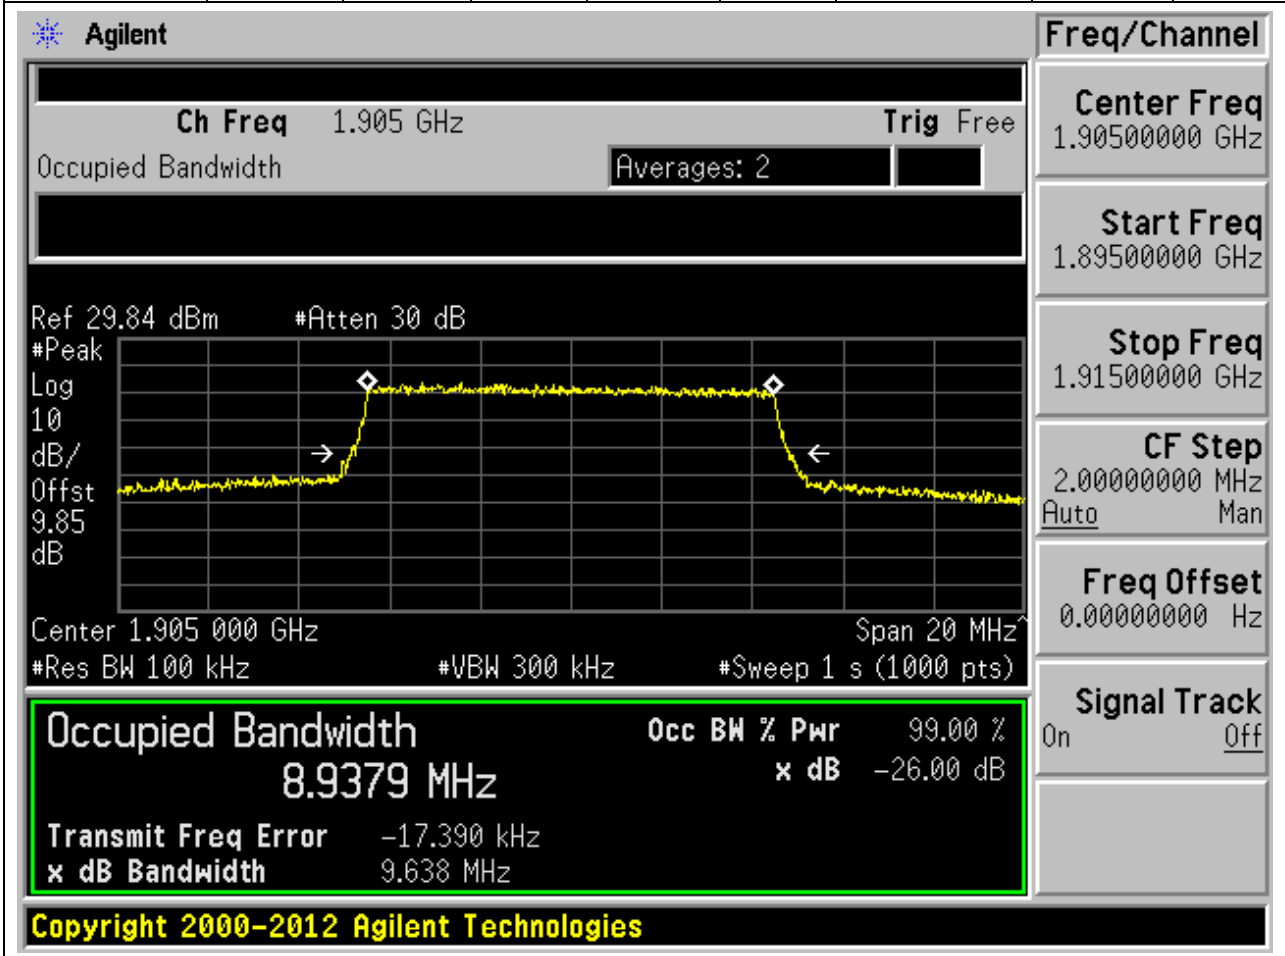 Agilent
Freq/Channel
Ch Freq 1.905 GHz Trig Free
Occupied Bandwidth Averages: 2
Ref 29.84 dBm #Atten 30 dB
#Peak
Log
10
dB/
Offst
9.85
dB
Center 1.905 000 GHz Span 20 MHz^
#Res BW 100 kHz #VBW 300 kHz #Sweep 1 s (1000 pts)
Occupied Bandwidth
8.9379 MHz
Occ BW % Pwr 99.00 %
x dB -26.00 dB
Transmit Freq Error -17.390 kHz
x dB Bandwidth 9.638 MHz
Center Freq
1.90500000 GHz
Start Freq
1.89500000 GHz
Stop Freq
1.91500000 GHz
CF Step
2.00000000 MHz
Auto Man
Freq Offset
0.00000000 Hz
Signal Track
On Off
Copyright 2000-2012 Agilent Technologies